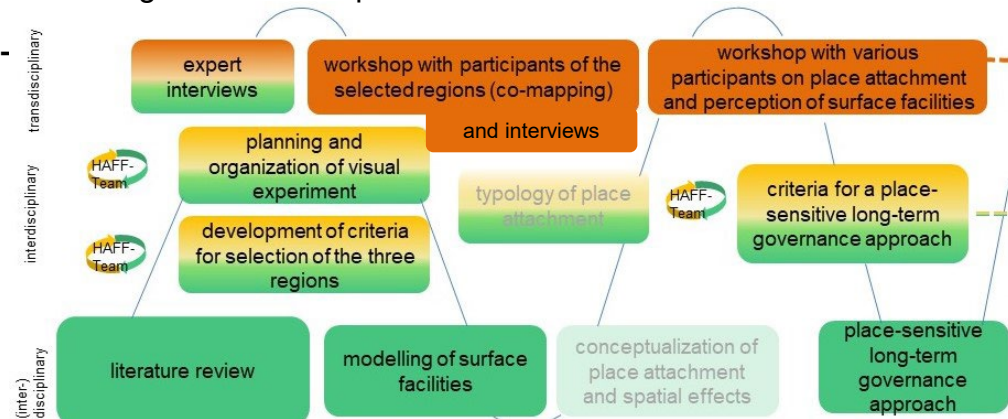 transdisciplinary
expert
interviews
workshop with participants of the
selected regions (co-mapping)
and interviews
workshop with various
participants on place attachment
and perception of surface facilities
interdisciplinary
HAFF-
Team
planning and
organization of visual
experiment
HAFF-
Team
development of criteria
for selection of the three
regions
typology of place
attachment
HAFF-
Team
criteria for a place-
sensitive long-term
governance approach
(inter-)
disciplinary
literature review
modelling of surface
facilities
conceptualization of
place attachment
and spatial effects
place-sensitive
long-term
governance
approach